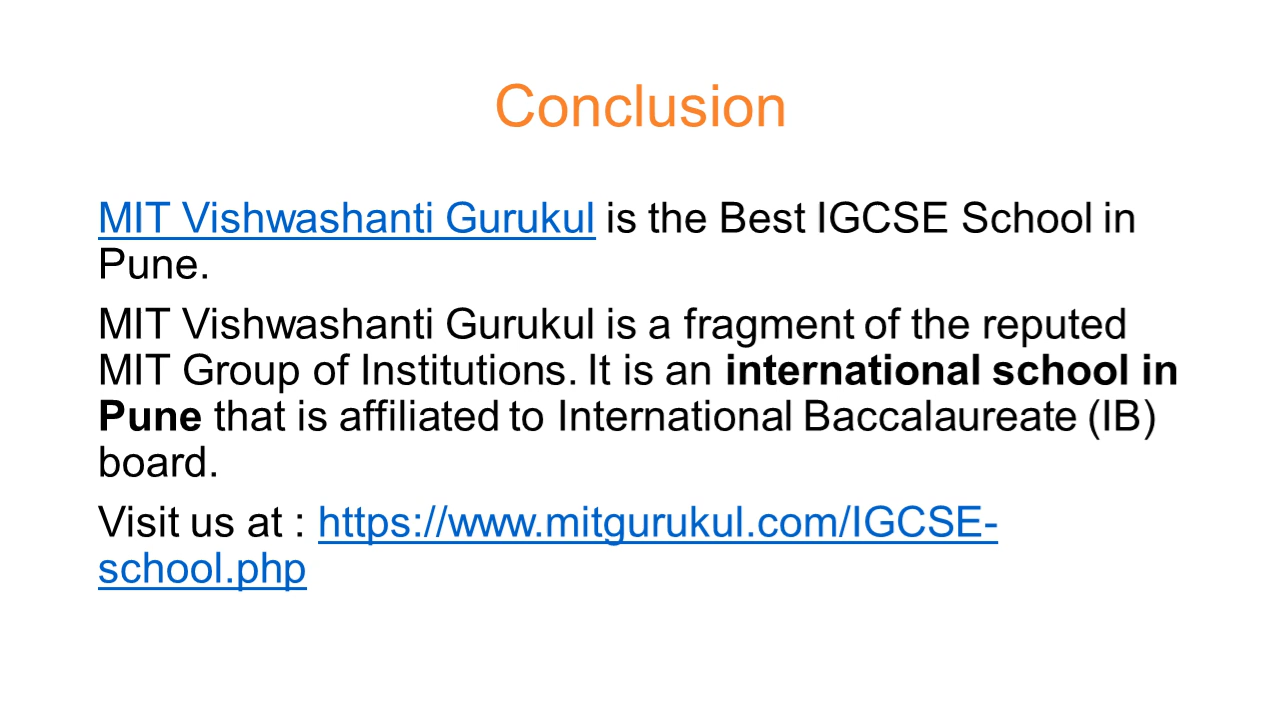 Conclusion
MIT Vishwashanti Gurukul is the Best IGCSE School in
Pune.
MIT Vishwashanti Gurukul is a fragment of the reputed
MIT Group of Institutions. It is an international school in
Pune that is affiliated to International Baccalaureate (IB)
board.
Visit us at : https://www.mitgurukul.com/IGCSE-
school.php